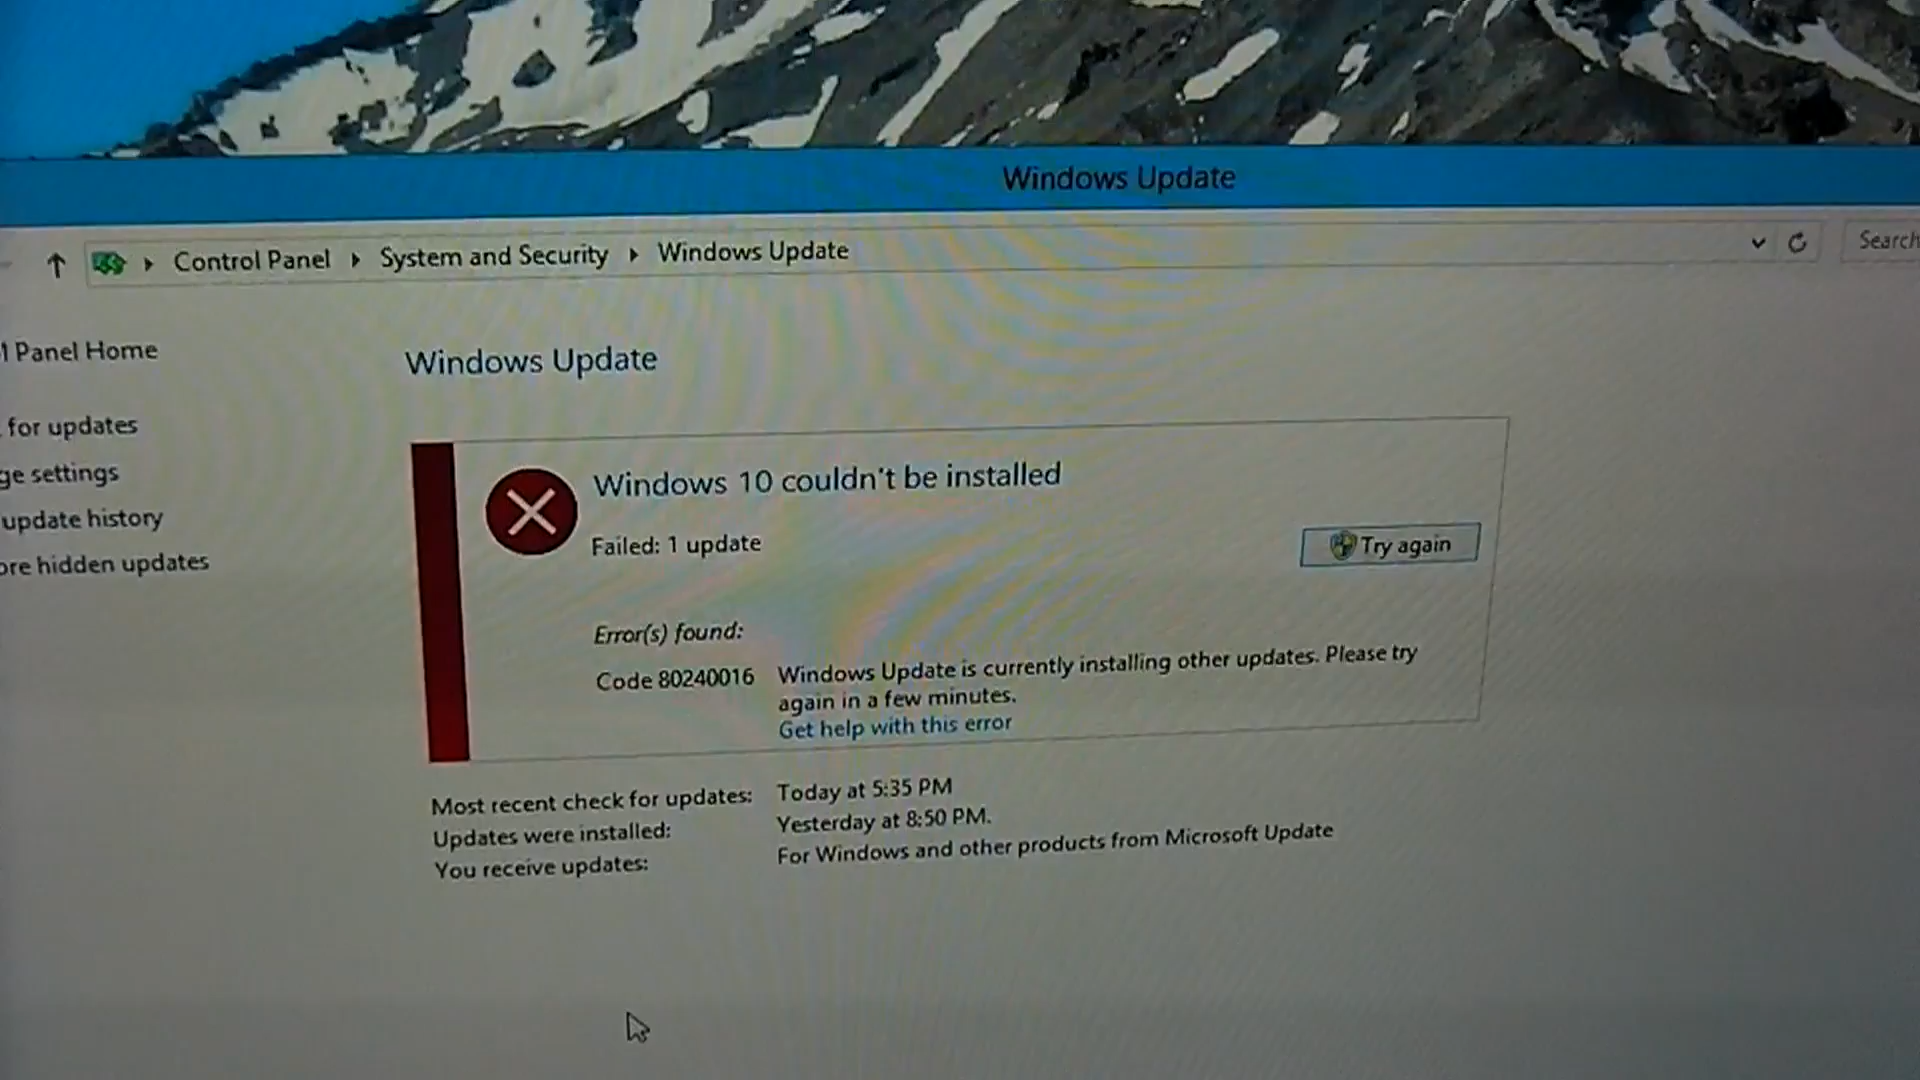 Windows Update
Control Panel
System and Security
Windows Update
Search
Panel Home
for updates
settings
update history
hidden updates
Windows Update
Windows 10 couldn't be installed
Failed: 1 update
Try again
Error(s) found:
Code 80240016
Windows Update is currently installing other updates. Please try
again in a few minutes.
Get help with this error
Most recent check for updates: Today at 5:35 PM
Updates were installed: Yesterday at 8:50 PM.
You receive updates: For Windows and other products from Microsoft Update